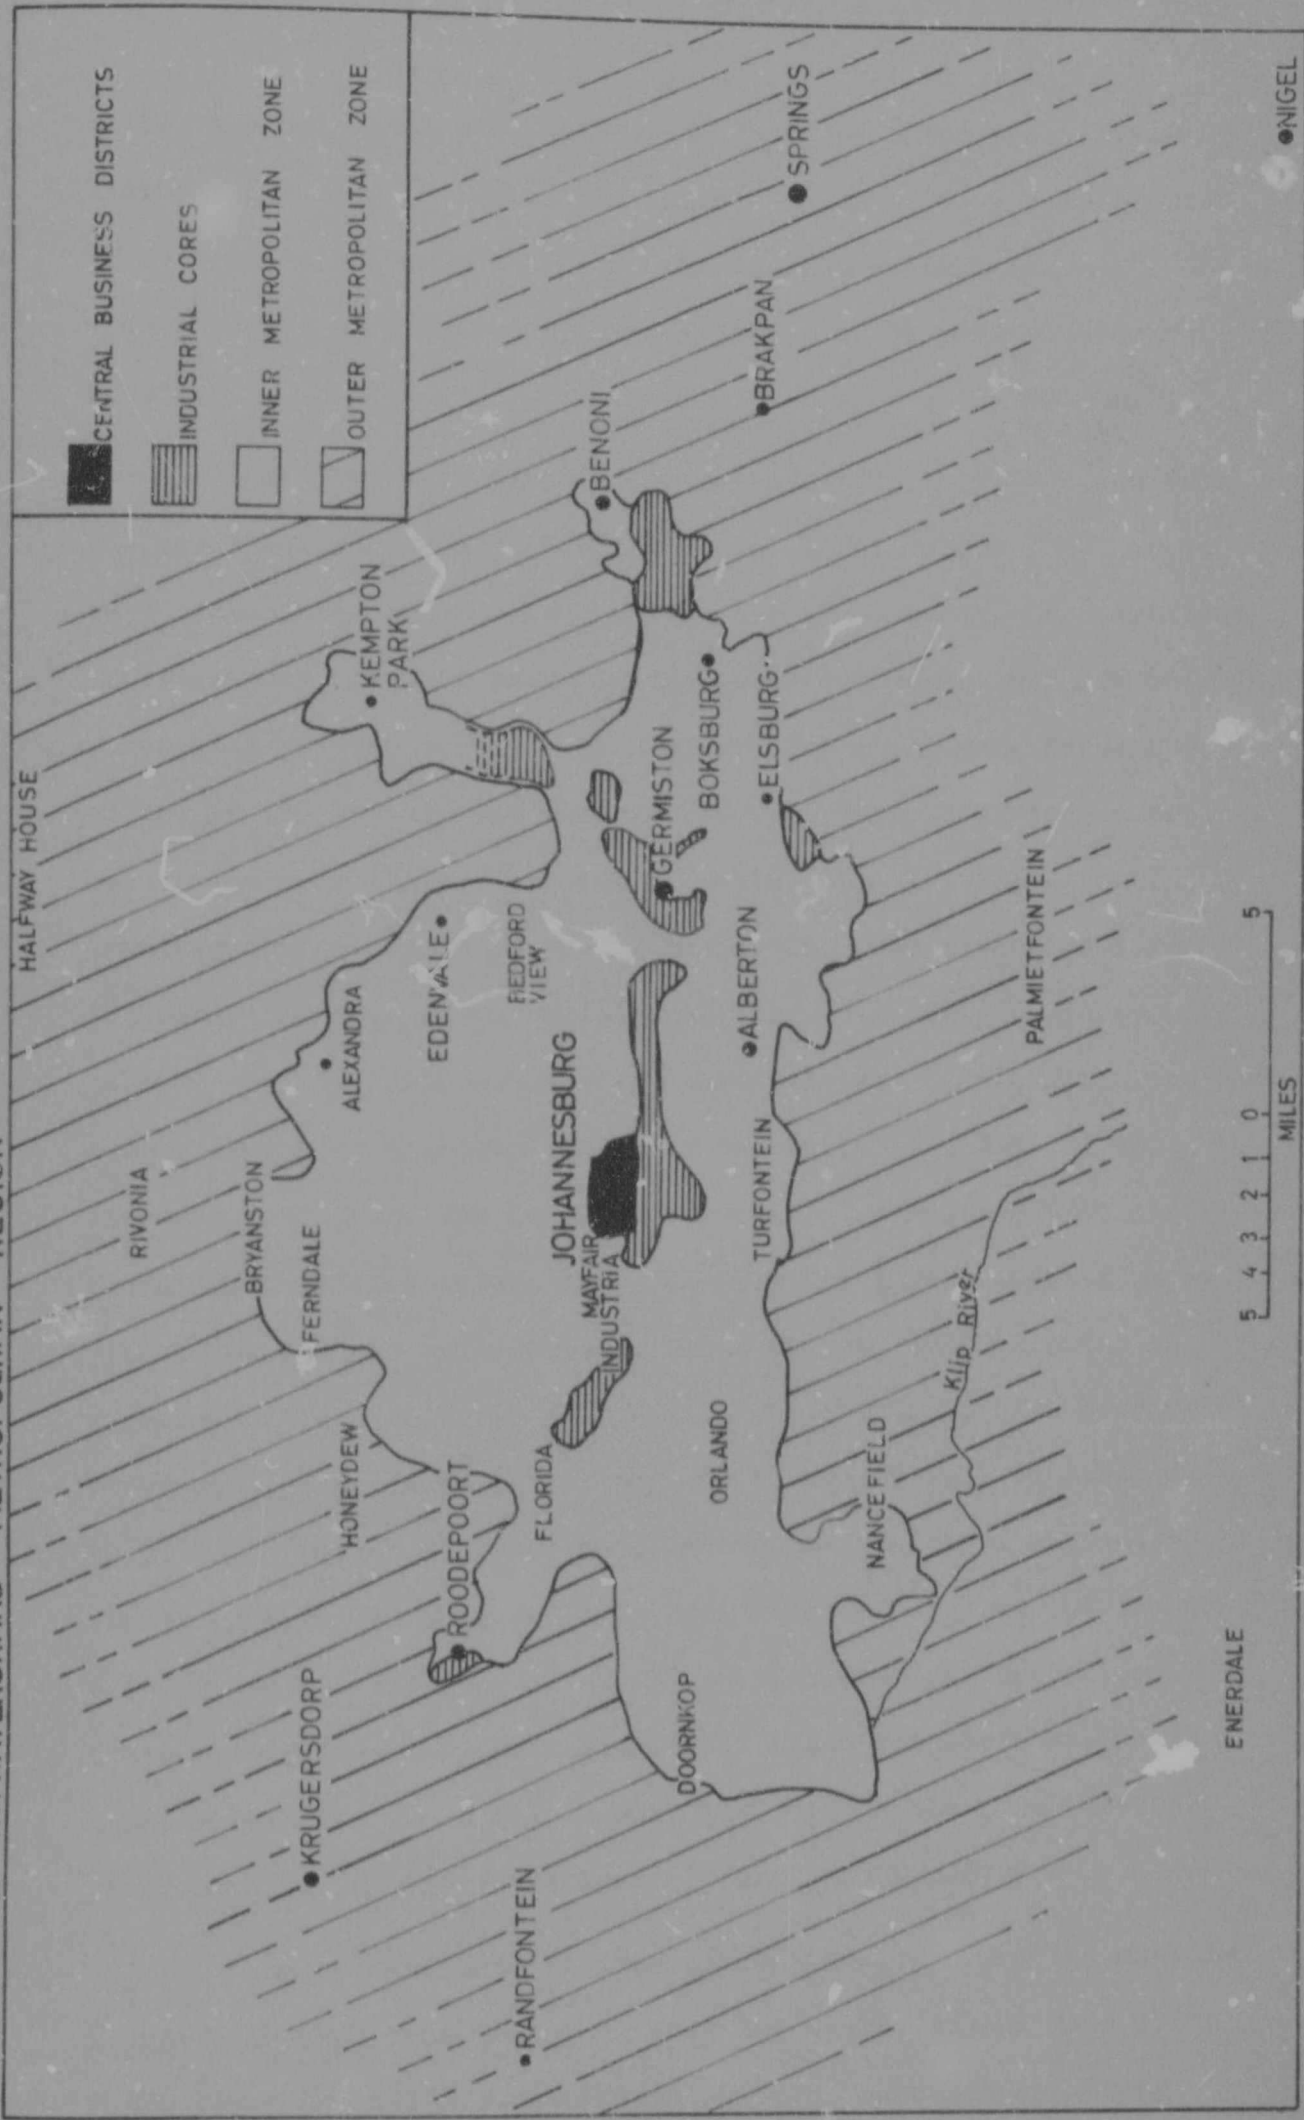 HALFWAY HOUSE
CENTRAL BUSINESS DISTRICTS
INDUSTRIAL CORES
INNER METROPOLITAN ZONE
OUTER METROPOLITAN ZONE
RIVONIA
BRYANSTON
FERNDALE
HONEYDEW
KRUGERSDORP
ALEXANDRA
KEMPTON
PARK
EDENVALE
ROODEPOORT
BEDFORD
VIEW
RANDFONTEIN
FLORIDA
JOHANNESBURG
MAYFAIR
INDUSTRIA
BENONI
GERMISTON
BOKSBURG
DOORNKOP
ORLANDO
TURFONTEIN
ALBERTON
ELSBURG
BRAKPAN
SPRINGS
NANCEFIELD
Klip River
PALMIETFONTEIN
ENERDALE
NIGEL
5 4 3 2 1 0 5
MILES